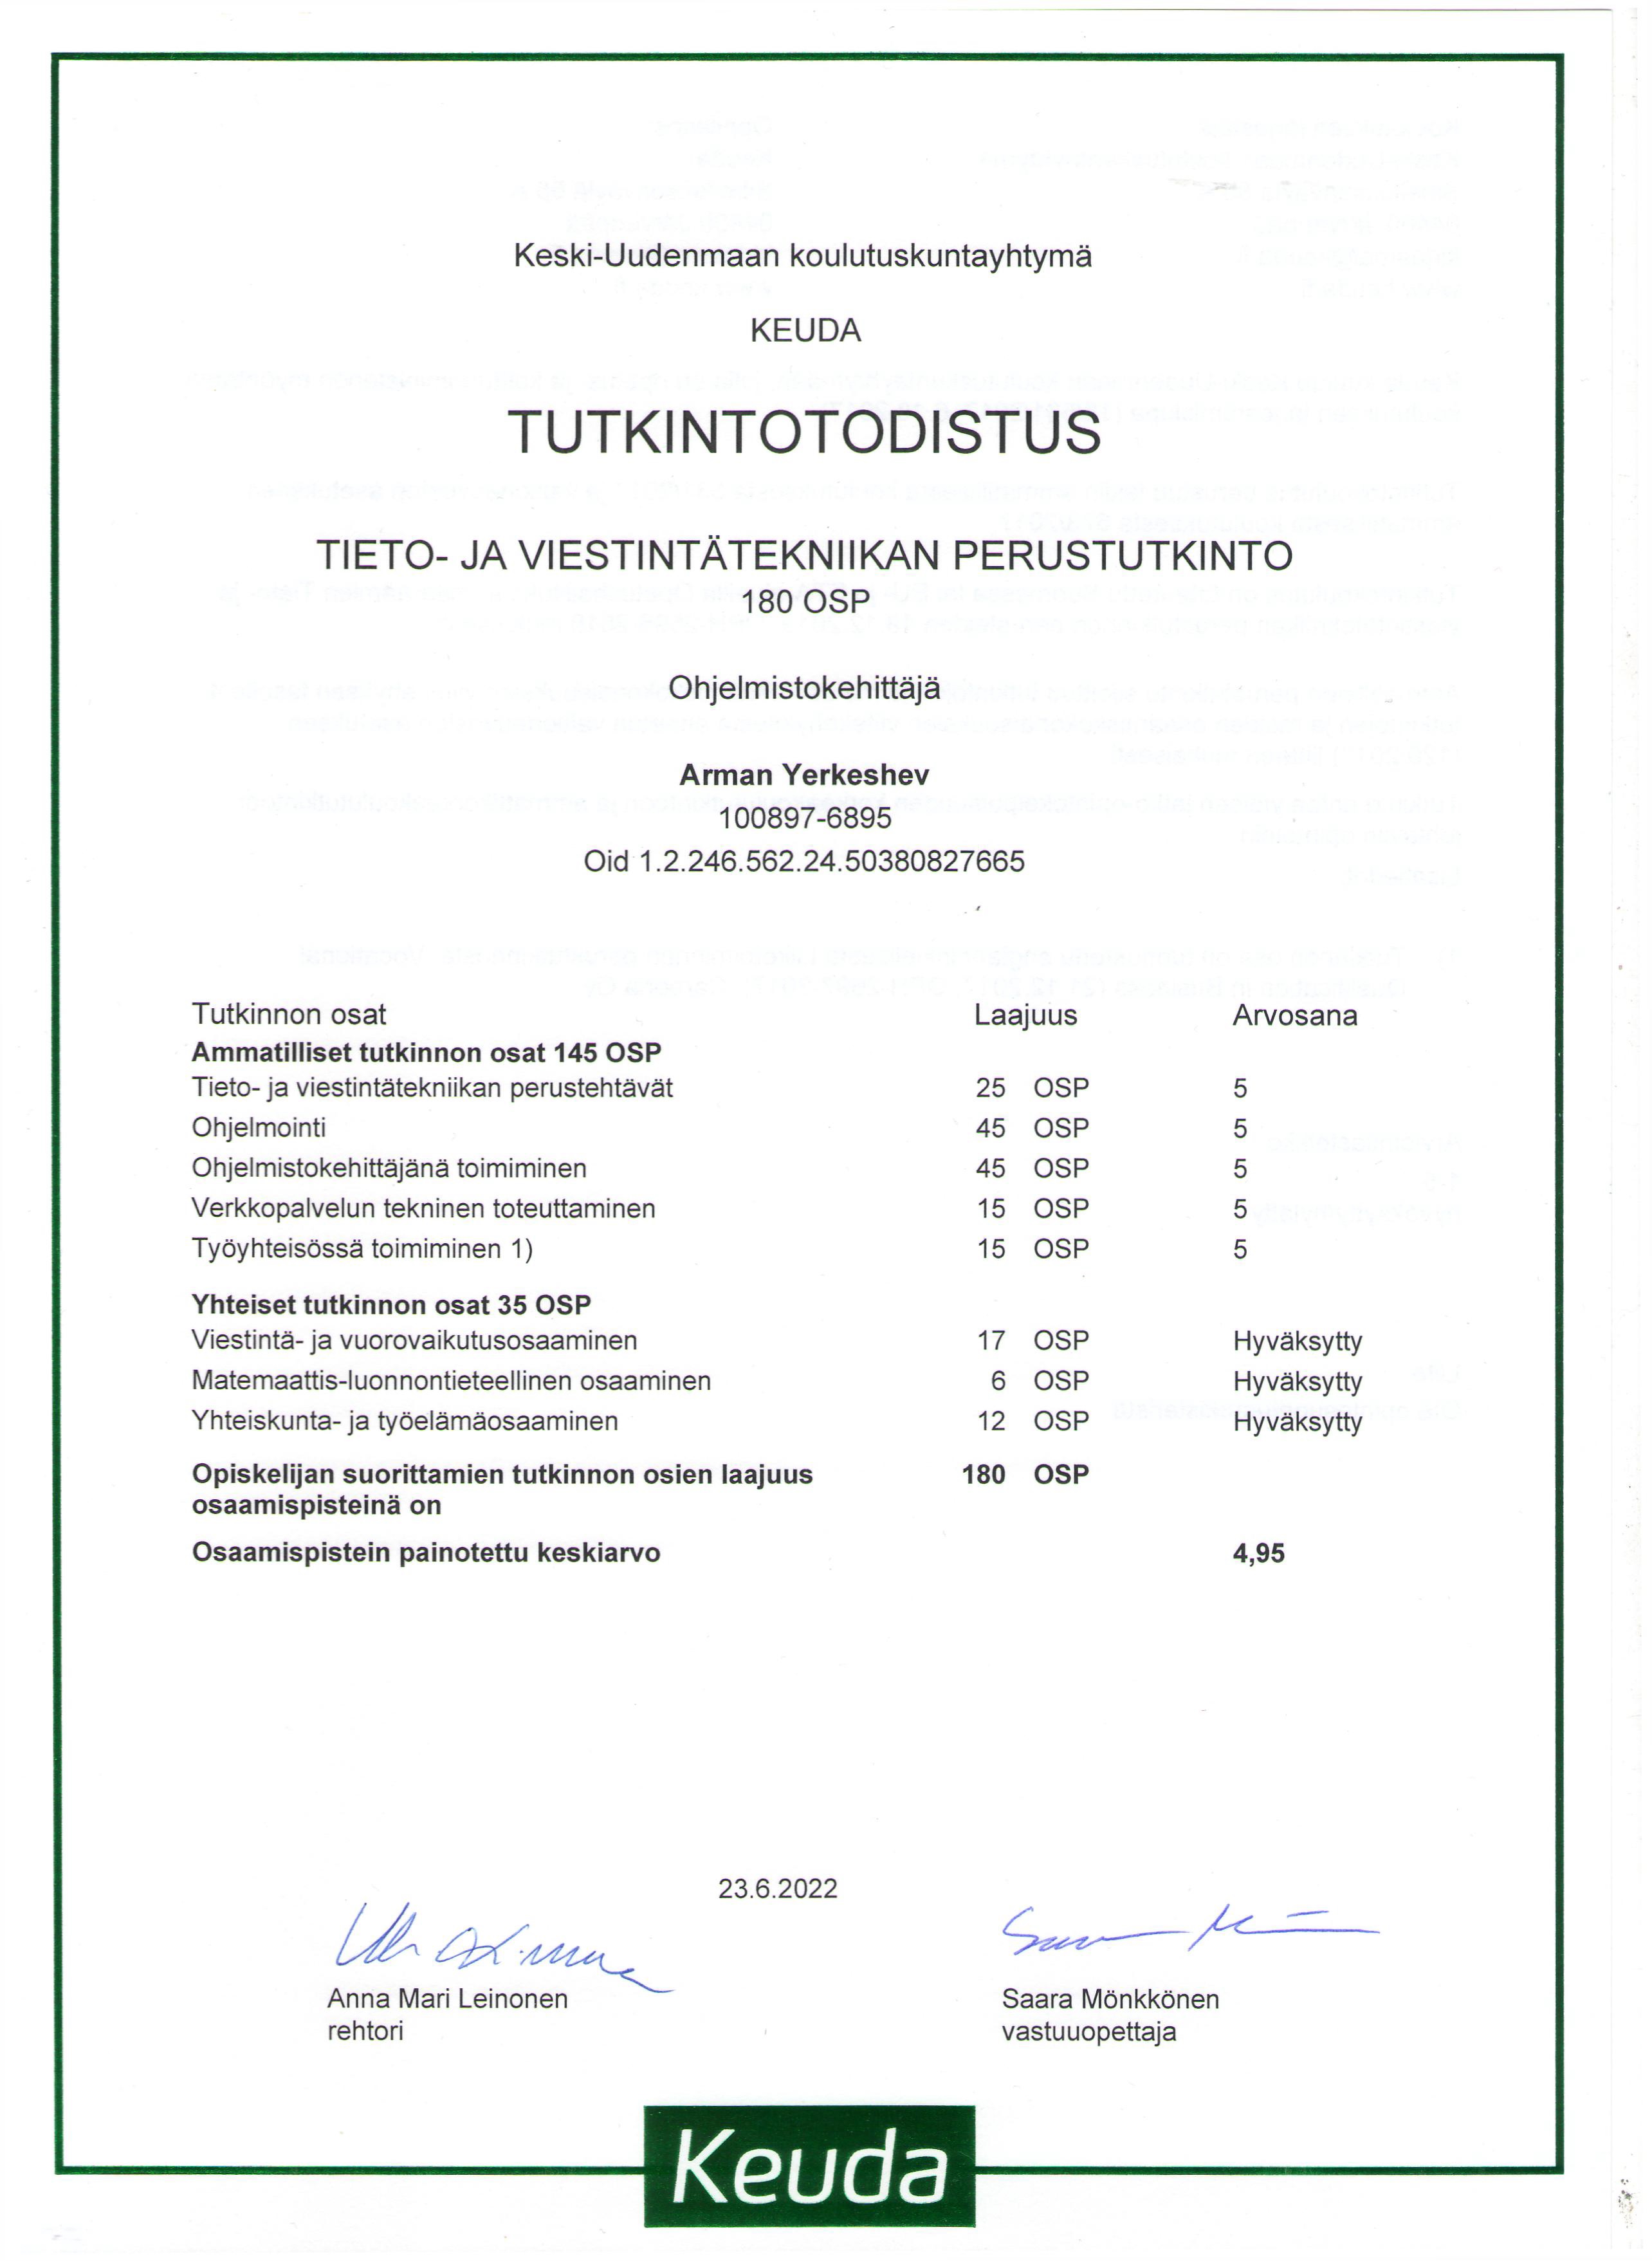 Keski-Uudenmaan koulutuskuntayhtymä
KEUDA
TUTKINTOTODISTUS
TIETO- JA VIESTINTÄTEKNIIKAN PERUSTUTKINTO
180 OSP
Ohjelmistokehittäjä
Arman Yerkeshev
100897-6895
Oid 1.2.246.562.24.50380827665
Tutkinnon osat Laajuus Arvosana
Ammatilliset tutkinnon osat 145 OSP
Tieto- ja viestintätekniikan perustehtävät 25 OSP 5
Ohjelmointi 45 OSP 5
Ohjelmistokehittäjänä toimiminen 45 OSP 5
Verkkopalvelun tekninen toteuttaminen 15 OSP 5
Työyhteisössä toimiminen 1) 15 OSP 5
Yhteiset tutkinnon osat 35 OSP
Viestintä- ja vuorovaikutusosaaminen 17 OSP Hyväksytty
Matemaattis-luonnontieteellinen osaaminen 6 OSP Hyväksytty
Yhteiskunta- ja työelämäosaaminen 12 OSP Hyväksytty
Opiskelijan suorittamien tutkinnon osien laajuus 180 OSP
osaamispisteinä on
Osaamispistein painotettu keskiarvo 4,95
23.6.2022
Anna Mari Leinonen
rehtori
Saara Mönkkönen
vastuuopettaja
Keuda